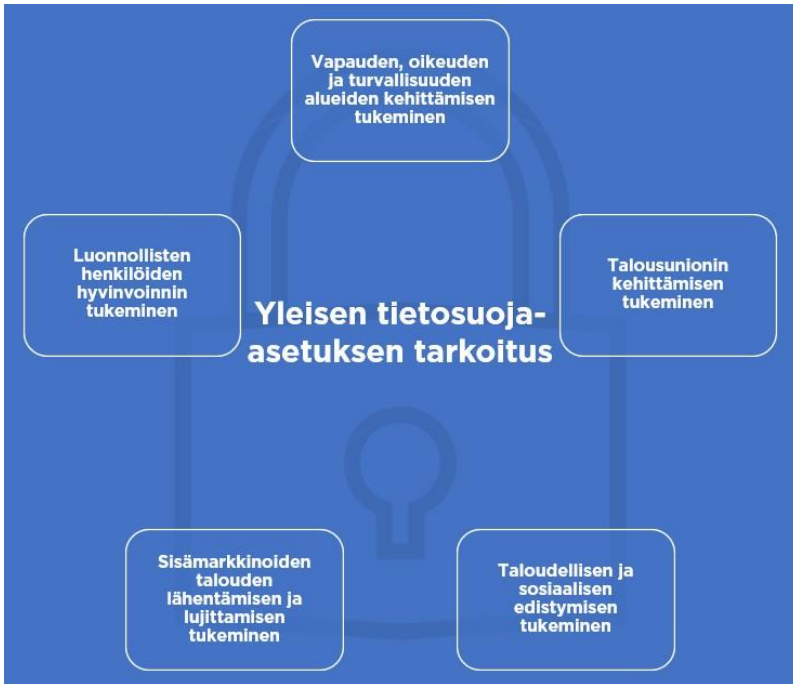 Vapauden, oikeuden
ja turvallisuuden
alueiden kehittämisen
tukeminen
Luonnollisten
henkilöiden
hyvinvoinnin
tukeminen
Talousunionin
kehittämisen
tukeminen
Yleisen tietosuoja-
asetuksen tarkoitus
Sisämarkkinoiden
talouden
lähentämisen ja
lujittamisen
tukeminen
Taloudellisen ja
sosiaalisen
edistymisen
tukeminen